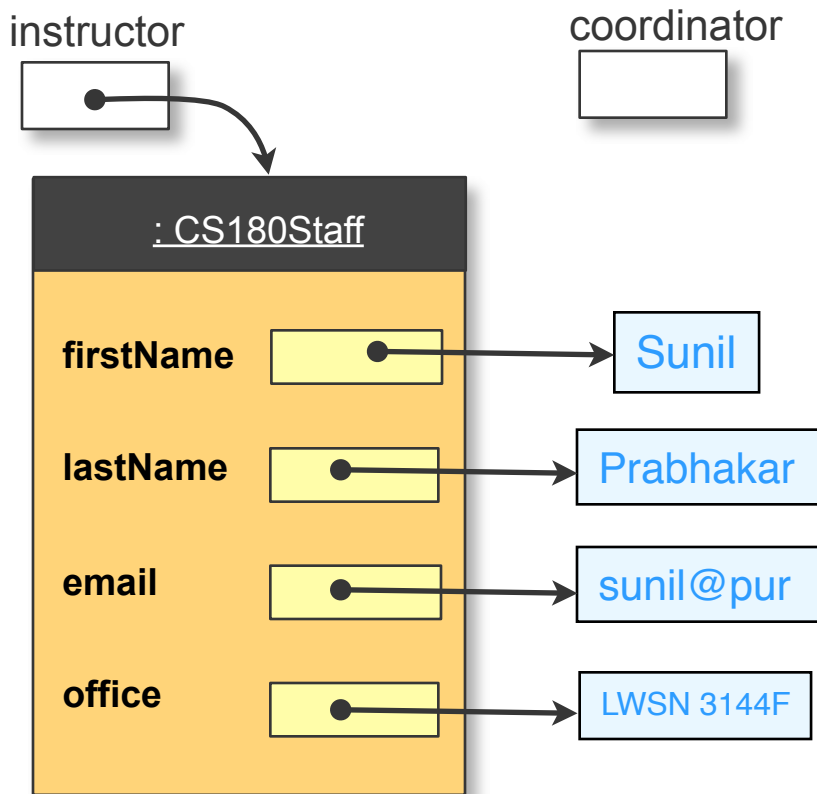 instructor
coordinator
: CS180Staff
firstName
Sunil
lastName
Prabhakar
email
sunil@pur
office
LWSN 3144F